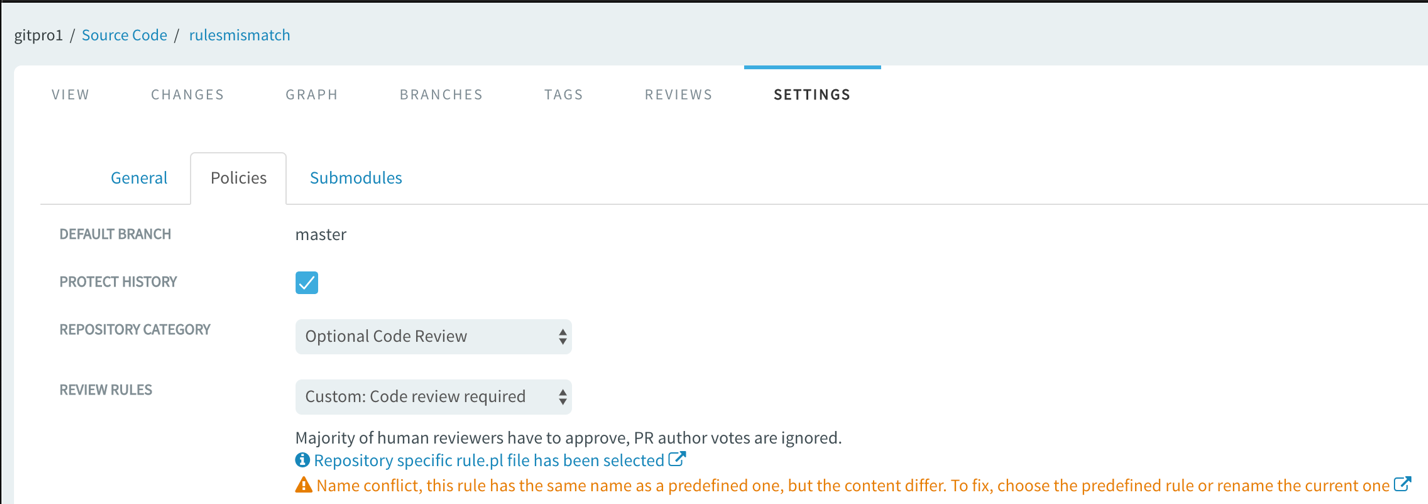 gitpro1 / Source Code / rulesmismatch
VIEW CHANGES GRAPH BRANCHES TAGS REVIEWS SETTINGS
General Policies Submodules
DEFAULT BRANCH master
PROTECT HISTORY
REPOSITORY CATEGORY Optional Code Review
REVIEW RULES Custom: Code review required
Majority of human reviewers have to approve, PR author votes are ignored.
Repository specific rule.pl file has been selected
Name conflict, this rule has the same name as a predefined one, but the content differ. To fix, choose the predefined rule or rename the current one